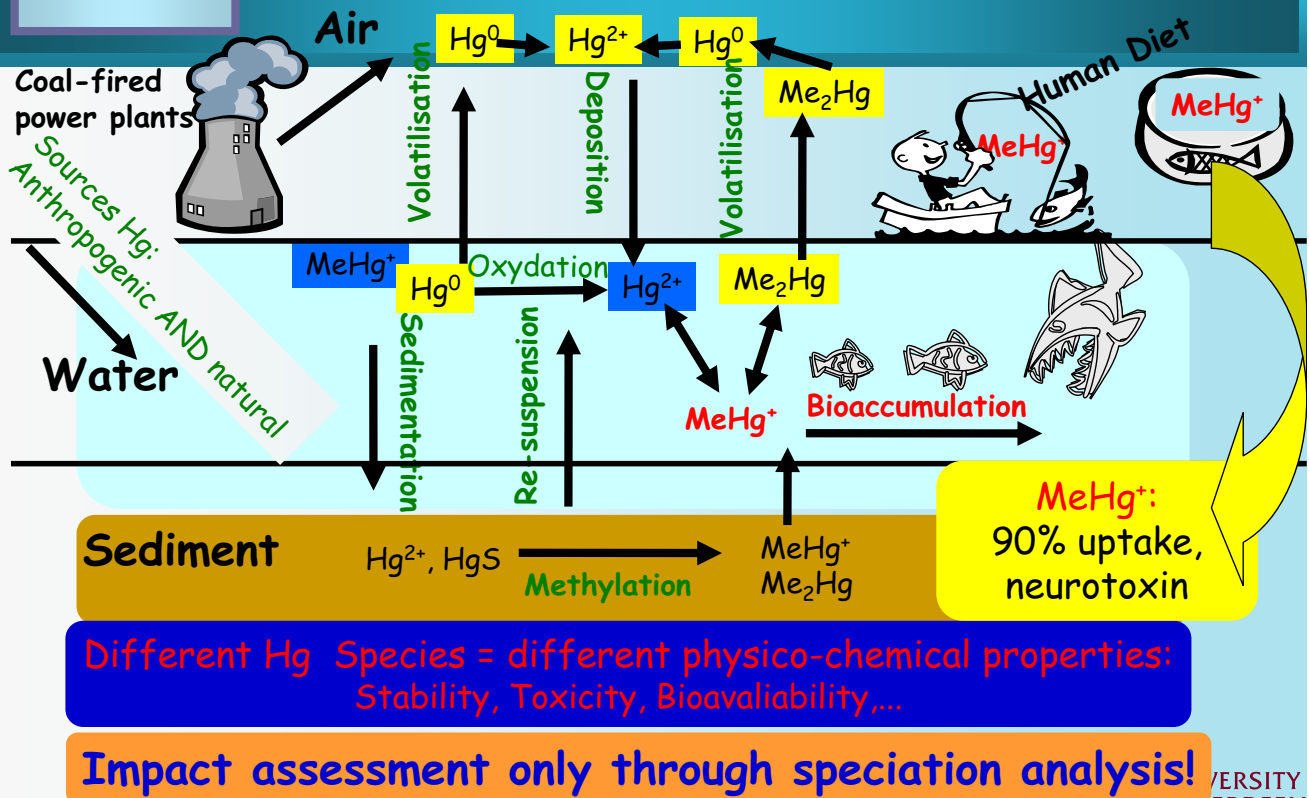 Air
Hg⁰
Hg²⁺
Hg⁰
Human Diet
Coal-fired
power plants
Volatilisation
Deposition
Volatilisation
Me₂Hg
MeHg⁺
MeHg⁺
Sources Hg:
Anthropogenic AND natural
MeHg⁺
Hg⁰
Oxydation
Hg²⁺
Me₂Hg
Water
Sedimentation
Re-suspension
MeHg⁺
Bioaccumulation
Sediment
Hg²⁺, HgS
Methylation
MeHg⁺
Me₂Hg
MeHg⁺:
90% uptake,
neurotoxin
Different Hg Species = different physico-chemical properties:
Stability, Toxicity, Bioavaliability,...
Impact assessment only through speciation analysis!